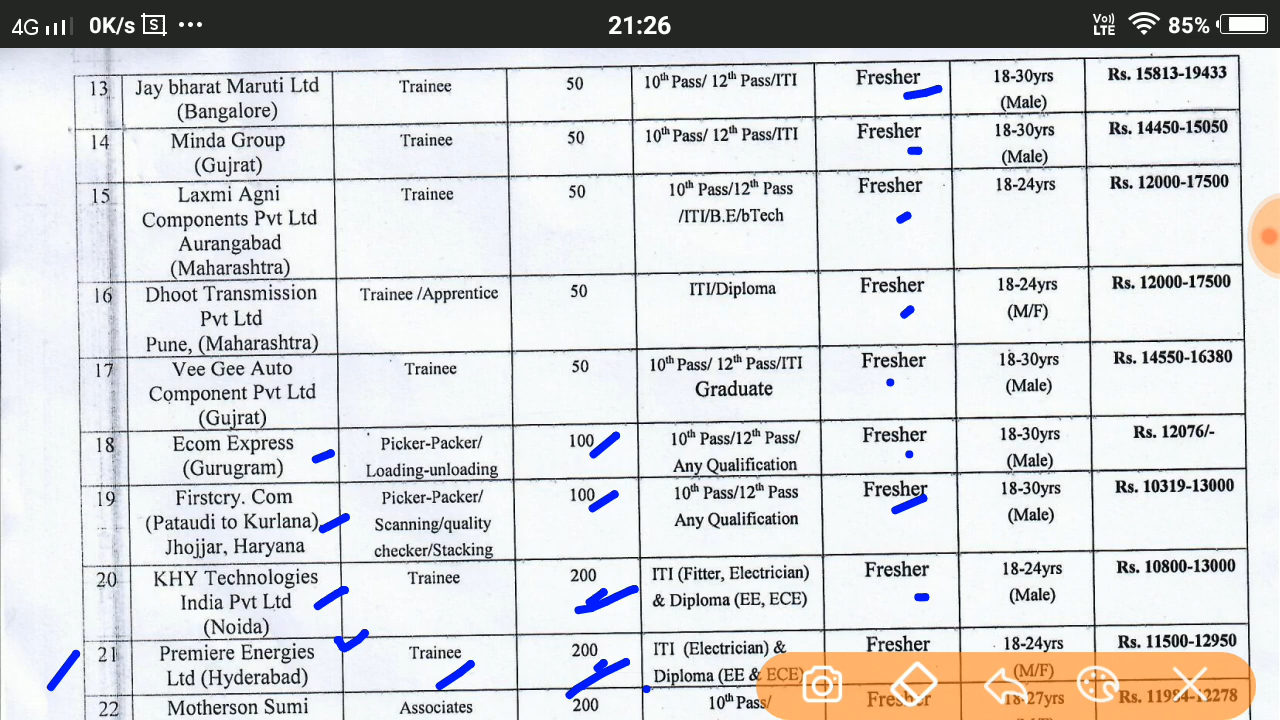 4G 0K/s S ••• 21:26 Vo) LTE 85%
13 Jay bharat Maruti Ltd (Bangalore) Trainee 50 10th Pass/ 12th Pass/ITI Fresher 18-30yrs (Male) Rs. 15813-19433
14 Minda Group (Gujrat) Trainee 50 10th Pass/ 12th Pass/ITI Fresher 18-30yrs (Male) Rs. 14450-15050
15 Laxmi Agni Components Pvt Ltd Aurangabad (Maharashtra) Trainee 50 10th Pass/12th Pass /ITI/B.E/bTech Fresher 18-24yrs Rs. 12000-17500
16 Dhoot Transmission Pvt Ltd Pune, (Maharashtra) Trainee /Apprentice 50 ITI/Diploma Fresher 18-24yrs (M/F) Rs. 12000-17500
17 Vee Gee Auto Component Pvt Ltd (Gujrat) Trainee 50 10th Pass/ 12th Pass/ITI Graduate Fresher 18-30yrs (Male) Rs. 14550-16380
18 Ecom Express (Gurugram) Picker-Packer/ Loading-unloading 100 10th Pass/12th Pass/ Any Qualification Fresher 18-30yrs (Male) Rs. 12076/-
19 Firstcry. Com (Pataudi to Kurlana), Jhojjar, Haryana Picker-Packer/ Scanning/quality checker/Stacking 100 10th Pass/12th Pass Any Qualification Fresher 18-30yrs (Male) Rs. 10319-13000
20 KHY Technologies India Pvt Ltd (Noida) Trainee 200 ITI (Fitter, Electrician) & Diploma (EE, ECE) Fresher 18-24yrs (Male) Rs. 10800-13000
21 Premiere Energies Ltd (Hyderabad) Trainee 200 ITI (Electrician) & Diploma (EE & ECE) Fresher 18-24yrs (M/F) Rs. 11500-12950
22 Motherson Sumi Associates 200 10th Pass/ Fresher 18-27yrs Rs. 11984-12278